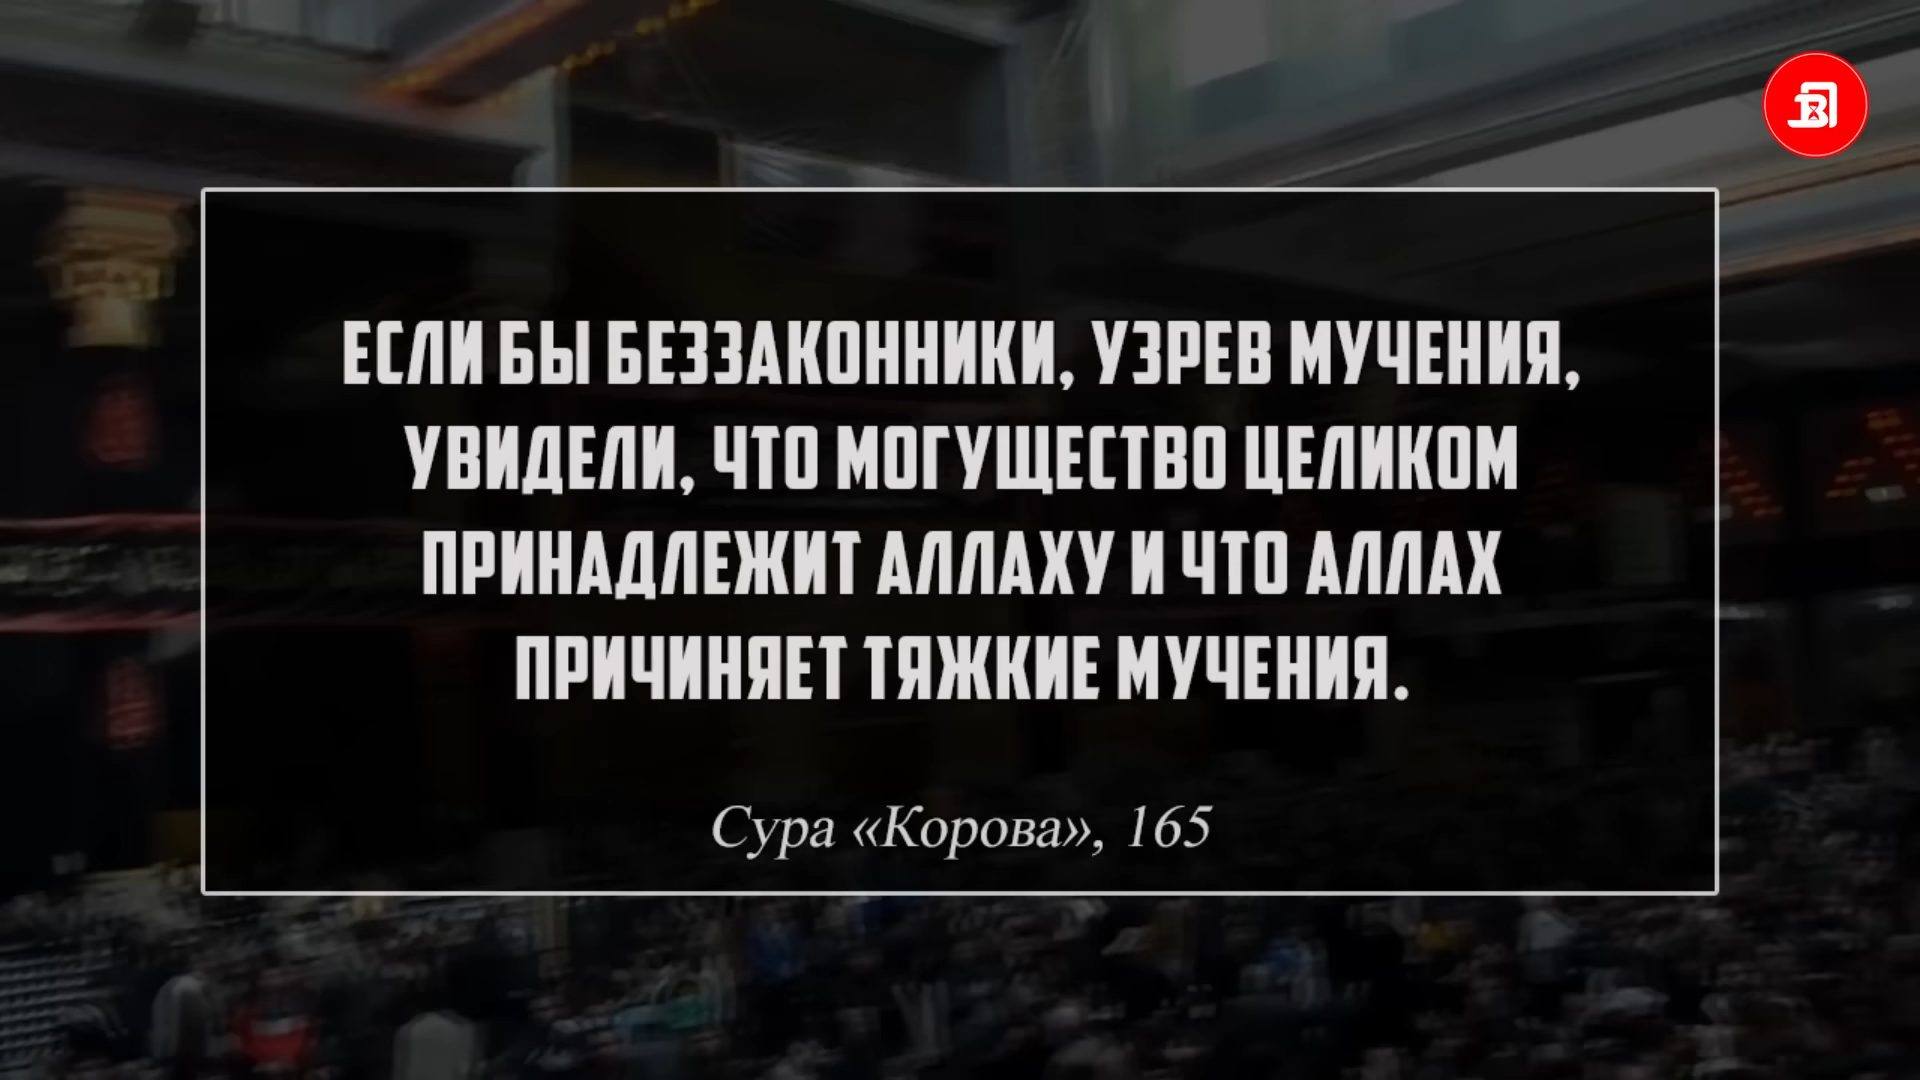 ЕСЛИ БЫ БЕЗЗАКОННИКИ, УЗРЕВ МУЧЕНИЯ,
УВИДЕЛИ, ЧТО МОГУЩЕСТВО ЦЕЛИКОМ
ПРИНАДЛЕЖИТ АЛЛАХУ И ЧТО АЛЛАХ
ПРИЧИНЯЕТ ТЯЖКИЕ МУЧЕНИЯ.
Сура «Корова», 165